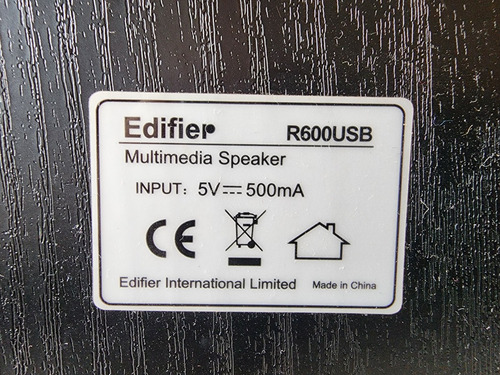 Edifier R600USB
Multimedia Speaker
INPUT: 5V⎓500mA
CE
Edifier International Limited Made in China